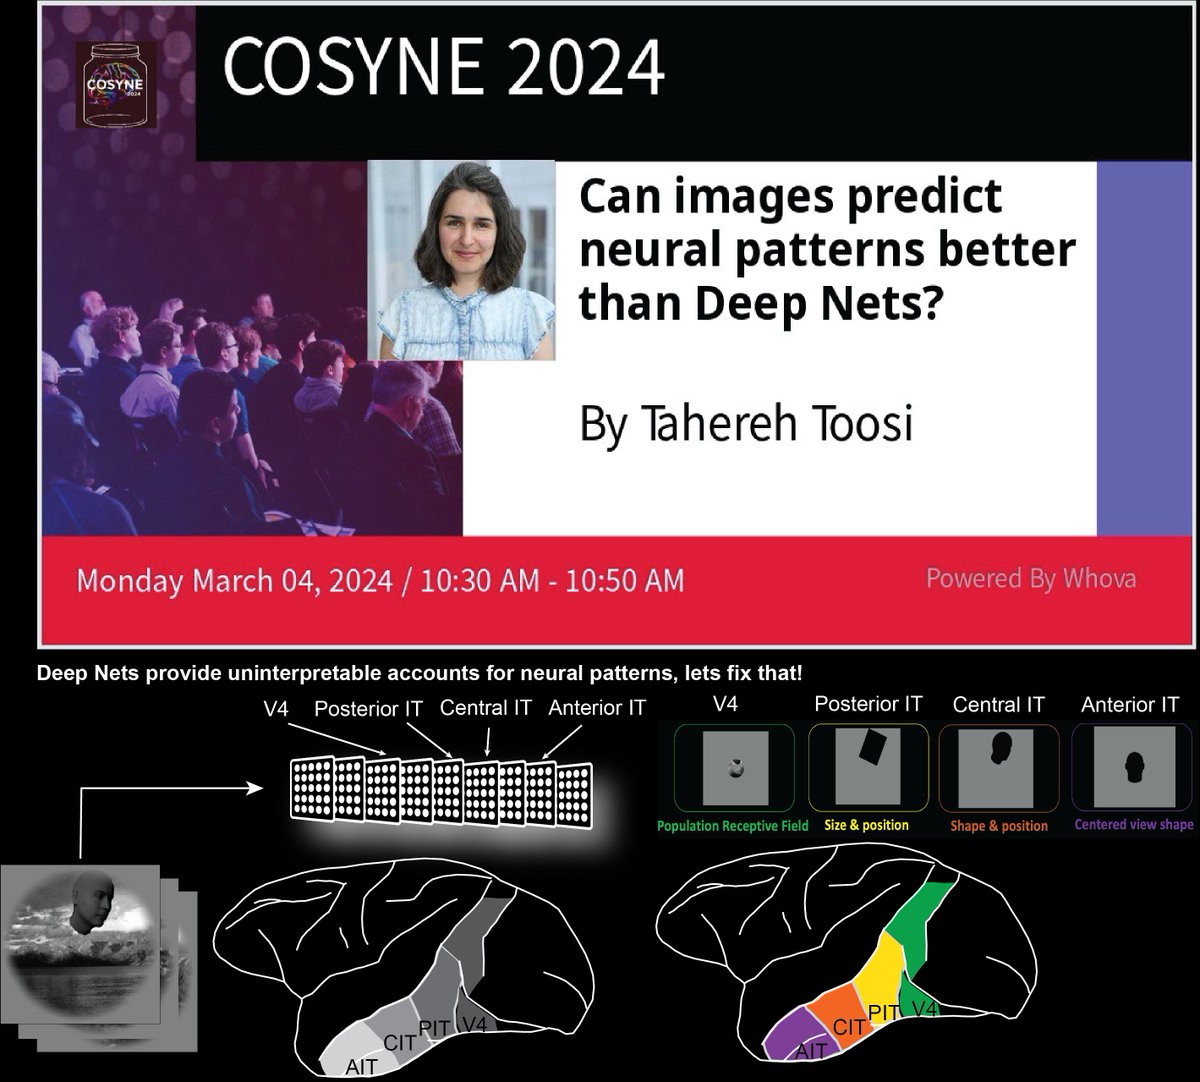 COSYNE 2024
COSYNE
2024
Can images predict
neural patterns better
than Deep Nets?
By Tahereh Toosi
Monday March 04, 2024 / 10:30 AM - 10:50 AM
Powered By Whova
Deep Nets provide uninterpretable accounts for neural patterns, lets fix that!
V4 Posterior IT Central IT Anterior IT
V4 Posterior IT Central IT Anterior IT
Population Receptive Field Size & position Shape & position Centered view shape
AIT CIT PIT V4
AIT CIT PIT V4